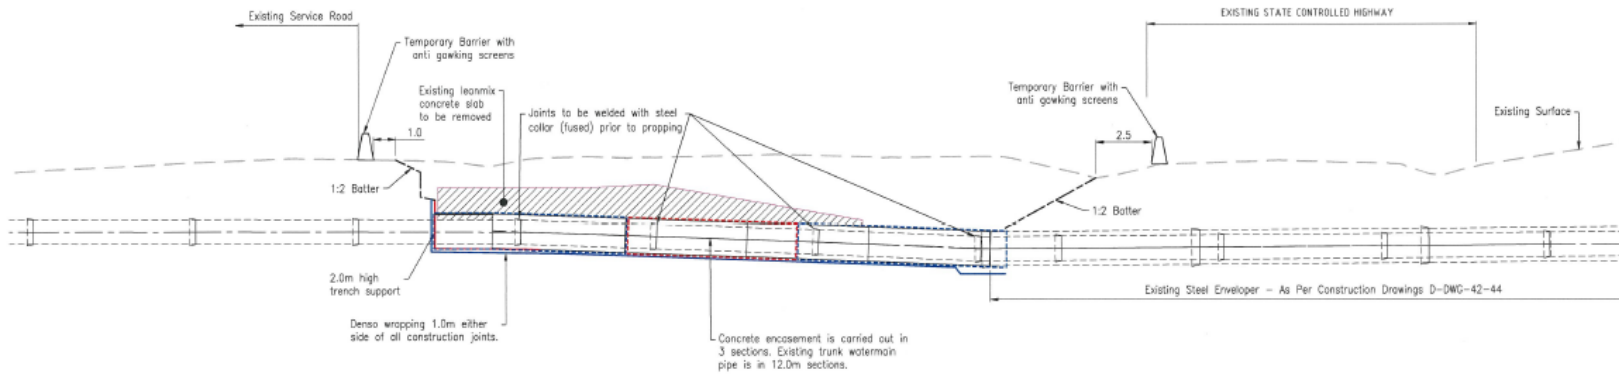 Existing Service Road
EXISTING STATE CONTROLLED HIGHWAY
Temporary Barrier with
anti gawking screens
Existing leanmix
concrete slab
to be removed
1.0
Joints to be welded with steel
collar (fused) prior to propping
Temporary Barrier with
anti gawking screens
2.5
Existing Surface
1:2 Batter
1:2 Batter
2.0m high
trench support
Existing Steel Enveloper - As Per Construction Drawings D-DWG-42-44
Denso wrapping 1.0m either
side of all construction joints.
Concrete encasement is carried out in
3 sections. Existing trunk watermain
pipe is in 12.0m sections.